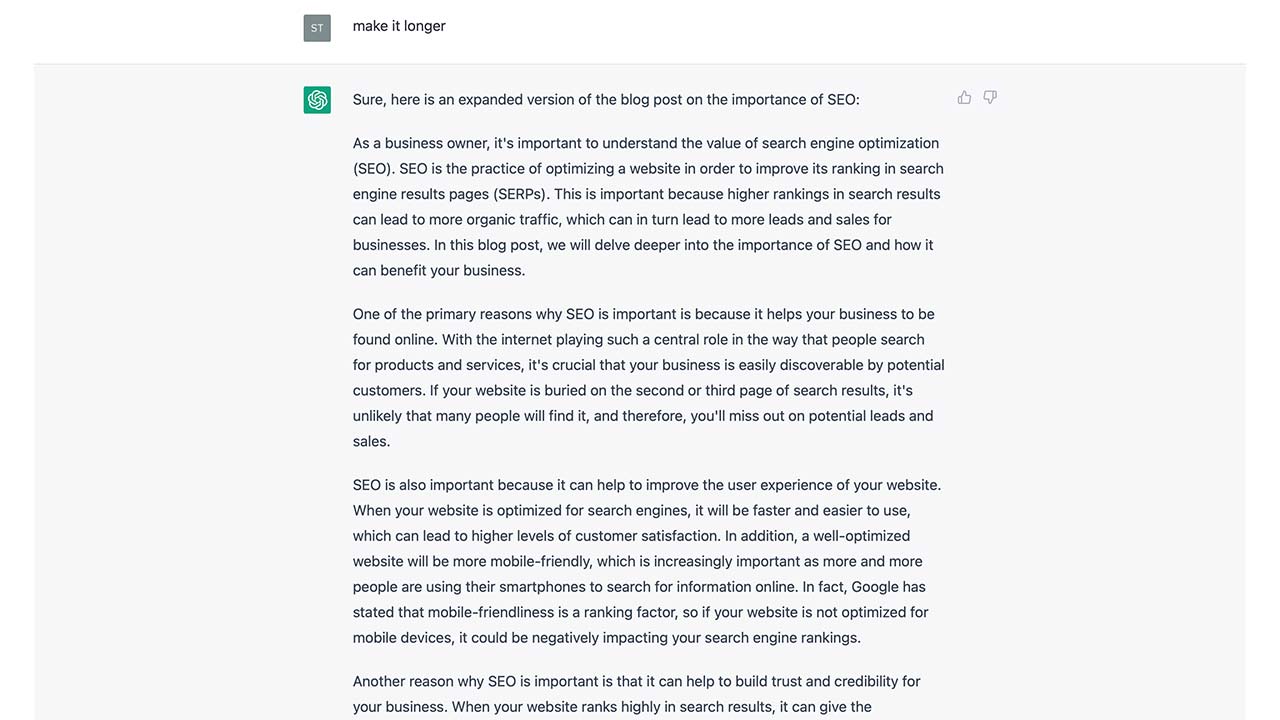 ST
make it longer
Sure, here is an expanded version of the blog post on the importance of SEO:
As a business owner, it's important to understand the value of search engine optimization
(SEO). SEO is the practice of optimizing a website in order to improve its ranking in search
engine results pages (SERPs). This is important because higher rankings in search results
can lead to more organic traffic, which can in turn lead to more leads and sales for
businesses. In this blog post, we will delve deeper into the importance of SEO and how it
can benefit your business.
One of the primary reasons why SEO is important is because it helps your business to be
found online. With the internet playing such a central role in the way that people search
for products and services, it's crucial that your business is easily discoverable by potential
customers. If your website is buried on the second or third page of search results, it's
unlikely that many people will find it, and therefore, you'll miss out on potential leads and
sales.
SEO is also important because it can help to improve the user experience of your website.
When your website is optimized for search engines, it will be faster and easier to use,
which can lead to higher levels of customer satisfaction. In addition, a well-optimized
website will be more mobile-friendly, which is increasingly important as more and more
people are using their smartphones to search for information online. In fact, Google has
stated that mobile-friendliness is a ranking factor, so if your website is not optimized for
mobile devices, it could be negatively impacting your search engine rankings.
Another reason why SEO is important is that it can help to build trust and credibility for
your business. When your website ranks highly in search results, it can give the